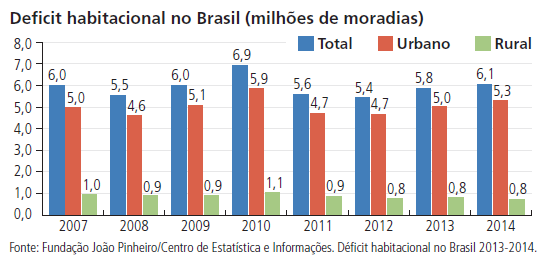 Deficit habitacional no Brasil (milhões de moradias)
Total Urbano Rural
8,0
7,0
6,0
5,0
4,0
3,0
2,0
1,0
0,0
6,0 5,0 1,0
5,5 4,6 0,9
6,0 5,1 0,9
6,9 5,9 1,1
5,6 4,7 0,9
5,4 4,7 0,8
5,8 5,0 0,8
6,1 5,3 0,8
2007 2008 2009 2010 2011 2012 2013 2014
Fonte: Fundação João Pinheiro/Centro de Estatística e Informações. Déficit habitacional no Brasil 2013-2014.